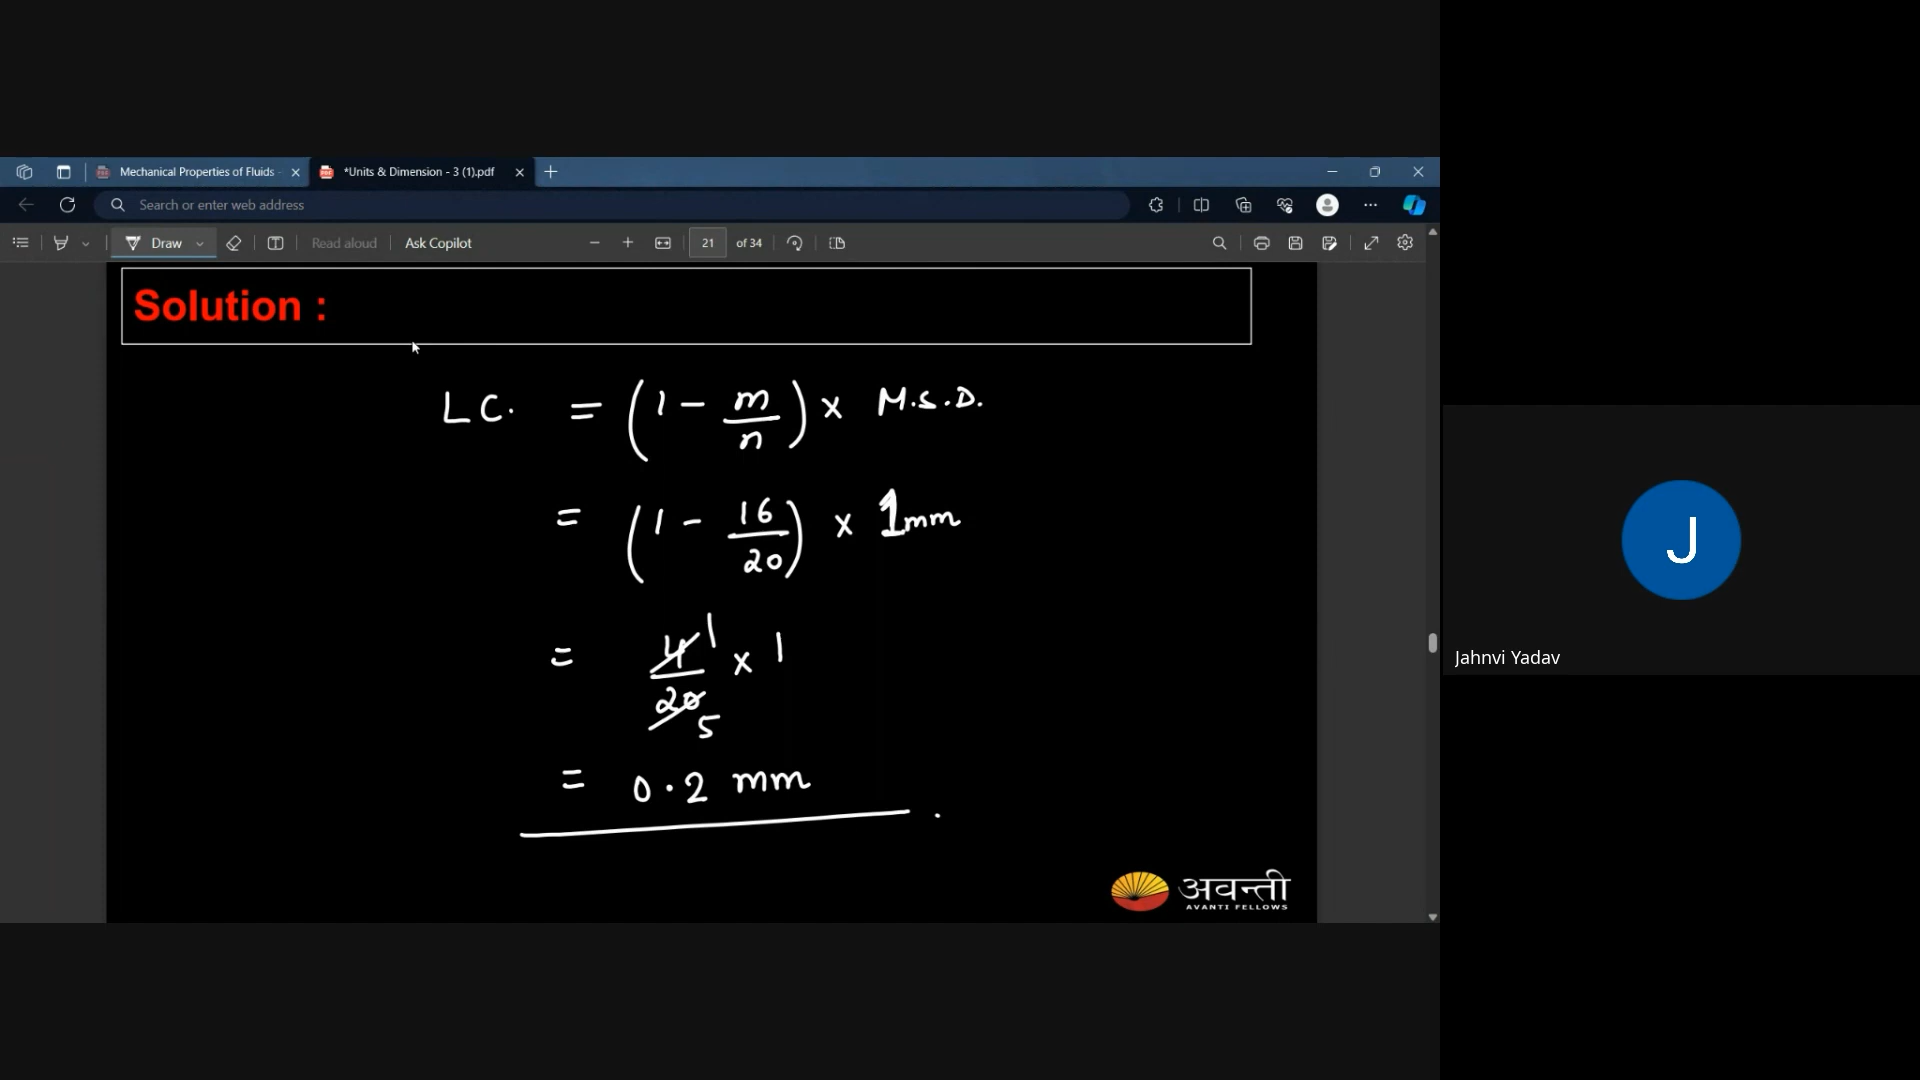 Mechanical Properties of Fluids -
*Units & Dimension - 3 (1).pdf
Search or enter web address
Draw
Read aloud
Ask Copilot
21 of 34
Solution :
L C. = (1 - m/n) x M.S.D.
= (1 - 16/20) x 1mm
= 4/20 1/5 x 1
= 0.2 mm
अवन्ती
AVANTI FELLOWS
J
Jahnvi Yadav